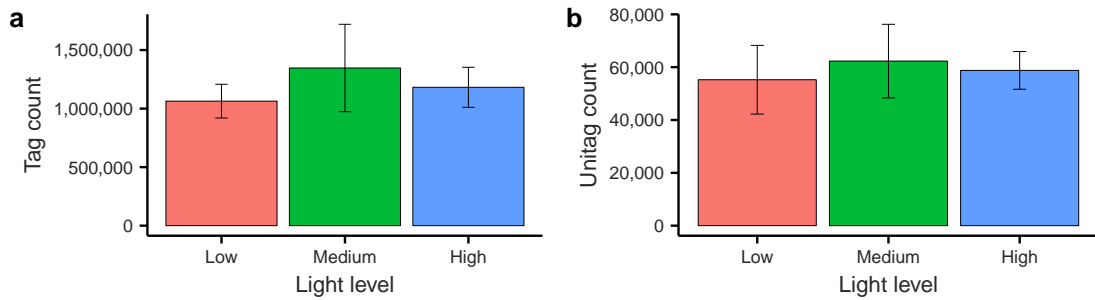 a
Tag count
1,500,000
1,000,000
500,000
0
Low Medium High
Light level
b
Unitag count
80,000
60,000
40,000
20,000
0
Low Medium High
Light level